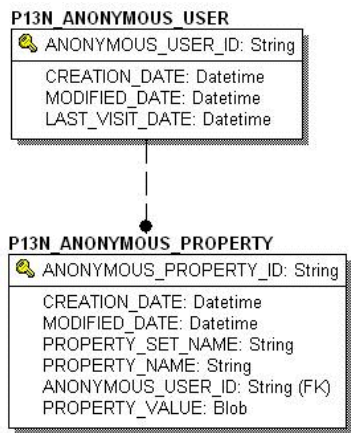 P13N_ANONYMOUS_USER
ANONYMOUS_USER_ID: String
CREATION_DATE: Datetime
MODIFIED_DATE: Datetime
LAST_VISIT_DATE: Datetime
P13N_ANONYMOUS_PROPERTY
ANONYMOUS_PROPERTY_ID: String
CREATION_DATE: Datetime
MODIFIED_DATE: Datetime
PROPERTY_SET_NAME: String
PROPERTY_NAME: String
ANONYMOUS_USER_ID: String (FK)
PROPERTY_VALUE: Blob